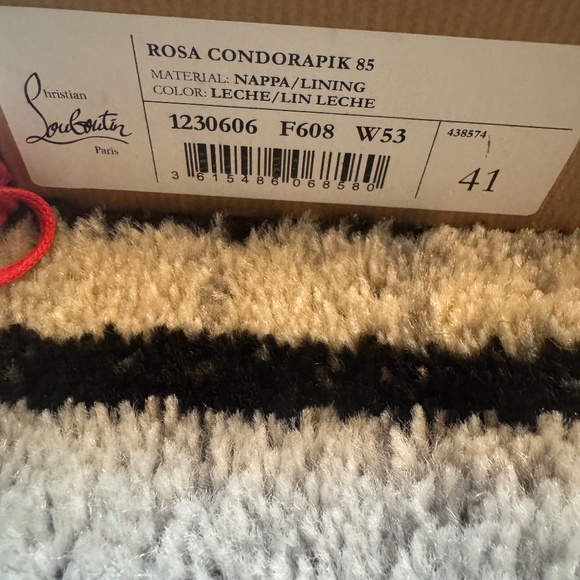 Christian
Louboutin
Paris
ROSA CONDORAPIK 85
MATERIAL: NAPPA/LINING
COLOR: LECHE/LIN LECHE
1230606 F608 W53
3 615486 068580
438574
41